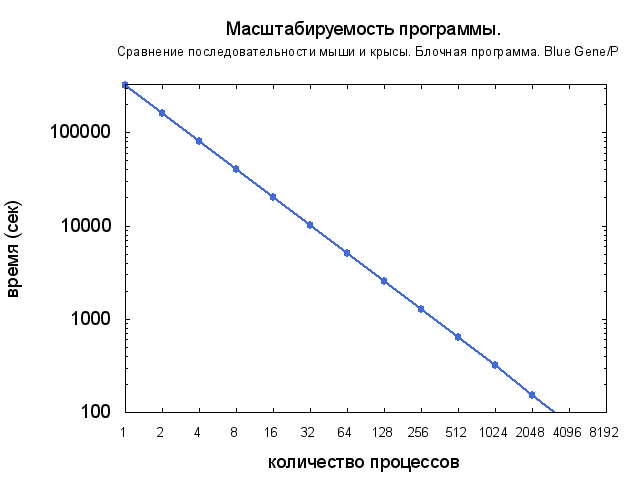 Масштабируемость программы.
Сравнение последовательности мыши и крысы. Блочная программа. Blue Gene/P
100000
10000
1000
100
время (сек)
1 2 4 8 16 32 64 128 256 512 1024 2048 4096 8192
количество процессов